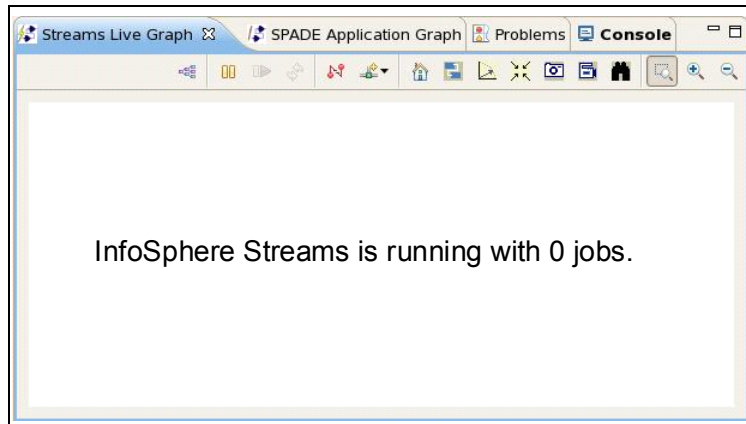 Streams Live Graph SPADE Application Graph Problems Console
InfoSphere Streams is running with 0 jobs.